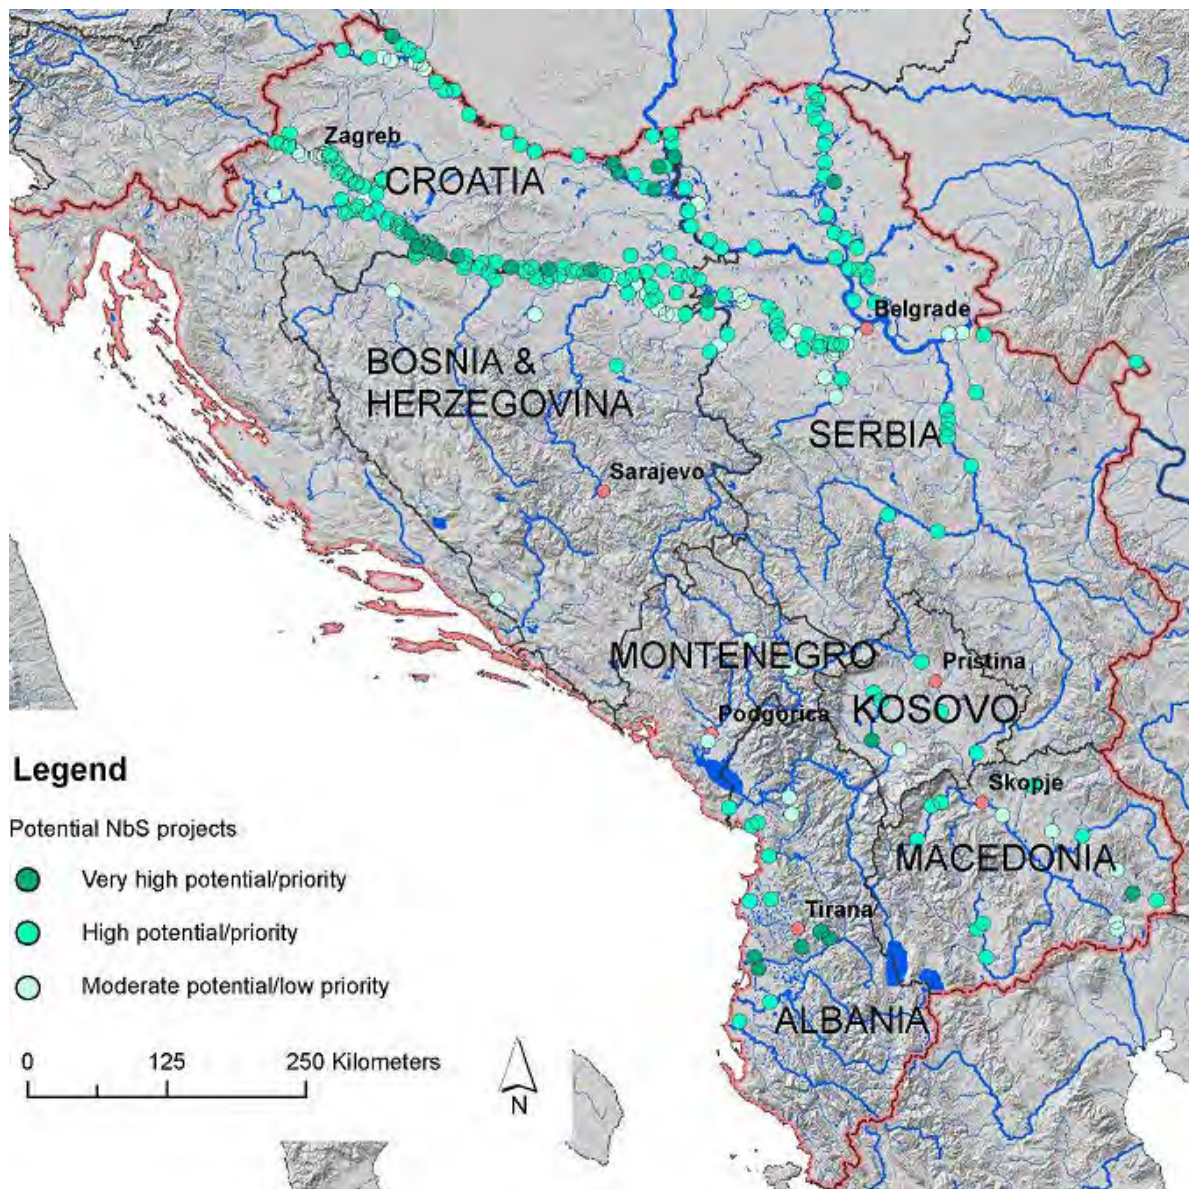 Zagreb
CROATIA
Belgrade
BOSNIA &
HERZEGOVINA
SERBIA
Sarajevo
MONTENEGRO
Pristina
Podgorica
KOSOVO
Legend
Skopje
Potential NbS projects
MACEDONIA
Very high potential/priority
Tirana
High potential/priority
Moderate potential/low priority
ALBANIA
0 125 250 Kilometers
N